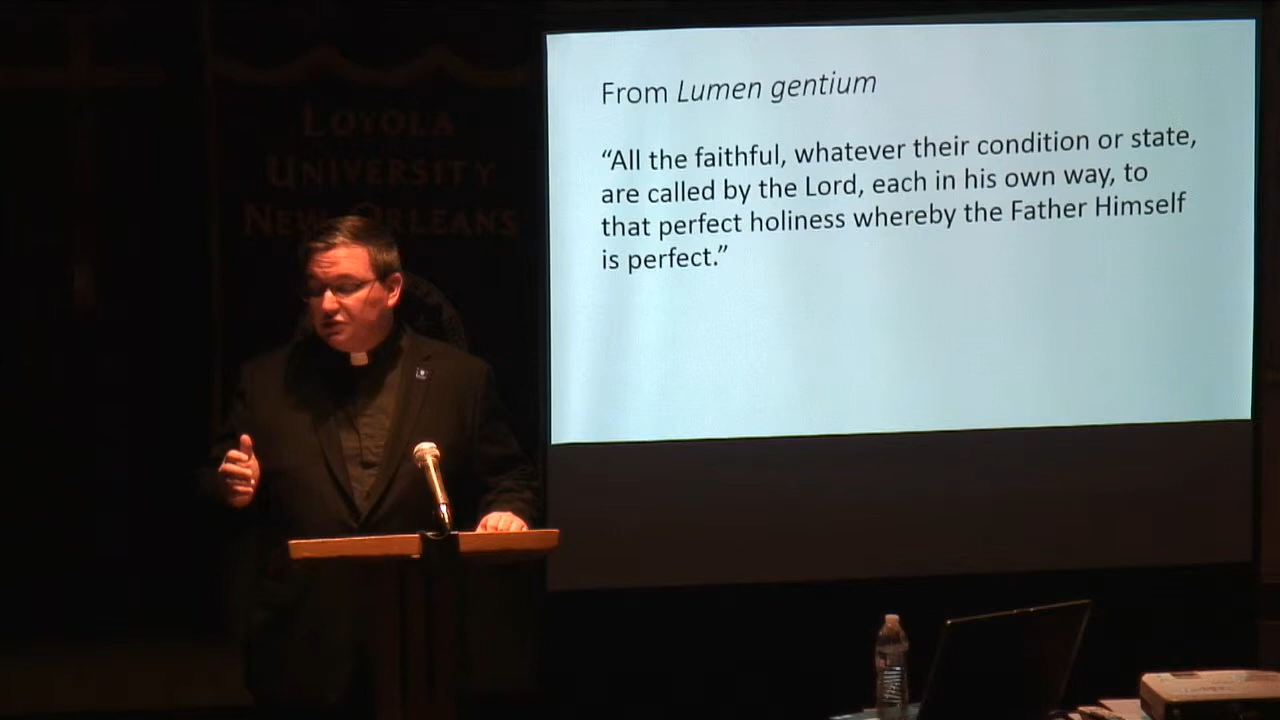 LOYOLA
UNIVERSITY
NEW ORLEANS
From Lumen gentium
“All the faithful, whatever their condition or state,
are called by the Lord, each in his own way, to
that perfect holiness whereby the Father Himself
is perfect.”